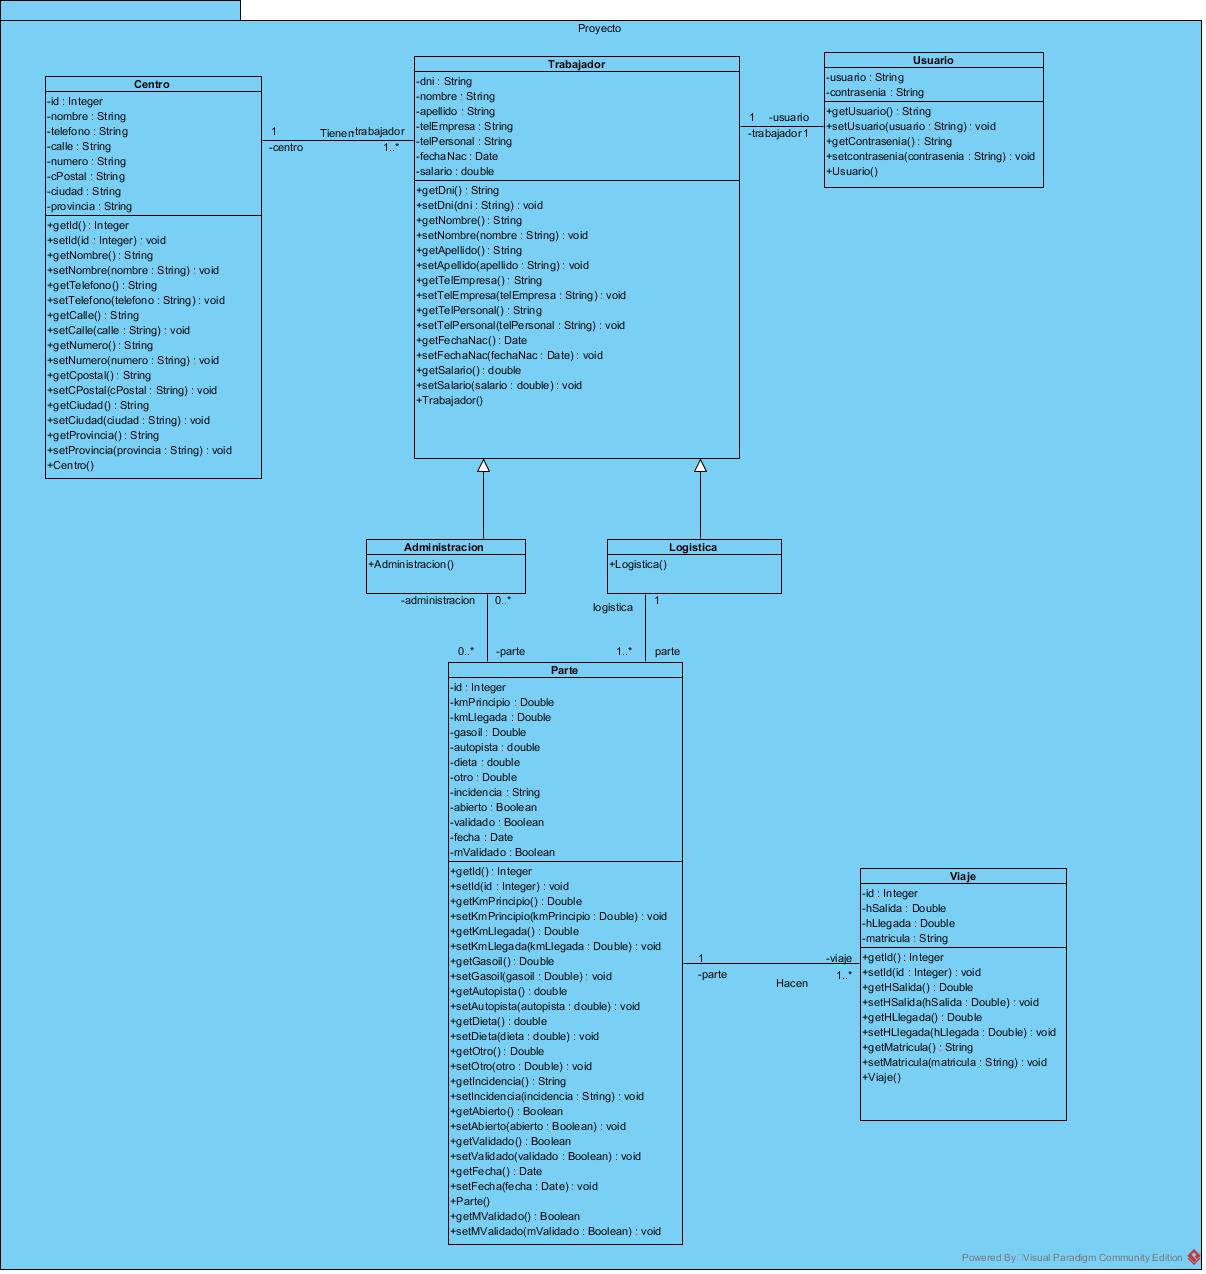 Proyecto
Centro
-id : Integer
-nombre : String
-telefono : String
-calle : String
-numero : String
-cPostal : String
-ciudad : String
-provincia : String
+getId() : Integer
+setId(id : Integer) : void
+getNombre() : String
+setNombre(nombre : String) : void
+getTelefono() : String
+setTelefono(telefono : String) : void
+getCalle() : String
+setCalle(calle : String) : void
+getNumero() : String
+setNumero(numero : String) : void
+getCpostal() : String
+setCPostal(cPostal : String) : void
+getCiudad() : String
+setCiudad(ciudad : String) : void
+getProvincia() : String
+setProvincia(provincia : String) : void
+Centro()
1
Tienen
-trabajador
-centro
1..*
Trabajador
-dni : String
-nombre : String
-apellido : String
-telEmpresa : String
-telPersonal : String
-fechaNac : Date
-salario : double
+getDni() : String
+setDni(dni : String) : void
+getNombre() : String
+setNombre(nombre : String) : void
+getApellido() : String
+setApellido(apellido : String) : void
+getTelEmpresa() : String
+setTelEmpresa(telEmpresa : String) : void
+getTelPersonal() : String
+setTelPersonal(telPersonal : String) : void
+getFechaNac() : Date
+setFechaNac(fechaNac : Date) : void
+getSalario() : double
+setSalario(salario : double) : void
+Trabajador()
1
-usuario
-trabajador
1
Usuario
-usuario : String
-contrasenia : String
+getUsuario() : String
+setUsuario(usuario : String) : void
+getContrasenia() : String
+setcontrasenia(contrasenia : String) : void
+Usuario()
Administracion
+Administracion()
Logistica
+Logistica()
-administracion
0..*
logistica
1
0..*
-parte
1..*
parte
Parte
-id : Integer
-kmPrincipio : Double
-kmLlegada : Double
-gasoil : Double
-autopista : double
-dieta : double
-otro : Double
-incidencia : String
-abierto : Boolean
-validado : Boolean
-fecha : Date
-mValidado : Boolean
+getId() : Integer
+setId(id : Integer) : void
+getKmPrincipio() : Double
+setKmPrincipio(kmPrincipio : Double) : void
+getKmLlegada() : Double
+setKmLlegada(kmLlegada : Double) : void
+getGasoil() : Double
+setGasoil(gasoil : Double) : void
+getAutopista() : double
+setAutopista(autopista : double) : void
+getDieta() : double
+setDieta(dieta : double) : void
+getOtro() : Double
+setOtro(otro : Double) : void
+getIncidencia() : String
+setIncidencia(incidencia : String) : void
+getAbierto() : Boolean
+setAbierto(abierto : Boolean) : void
+getValidado() : Boolean
+setValidado(validado : Boolean) : void
+getFecha() : Date
+setFecha(fecha : Date) : void
+Parte()
+getMValidado() : Boolean
+setMValidado(mValidado : Boolean) : void
1
-viaje
-parte
1..*
Hacen
Viaje
-id : Integer
-hSalida : Double
-hLlegada : Double
-matricula : String
+getId() : Integer
+setId(id : Integer) : void
+getHSalida() : Double
+setHSalida(hSalida : Double) : void
+getHLlegada() : Double
+setHLlegada(hLlegada : Double) : void
+getMatricula() : String
+setMatricula(matricula : String) : void
+Viaje()
Powered By Visual Paradigm Community Edition